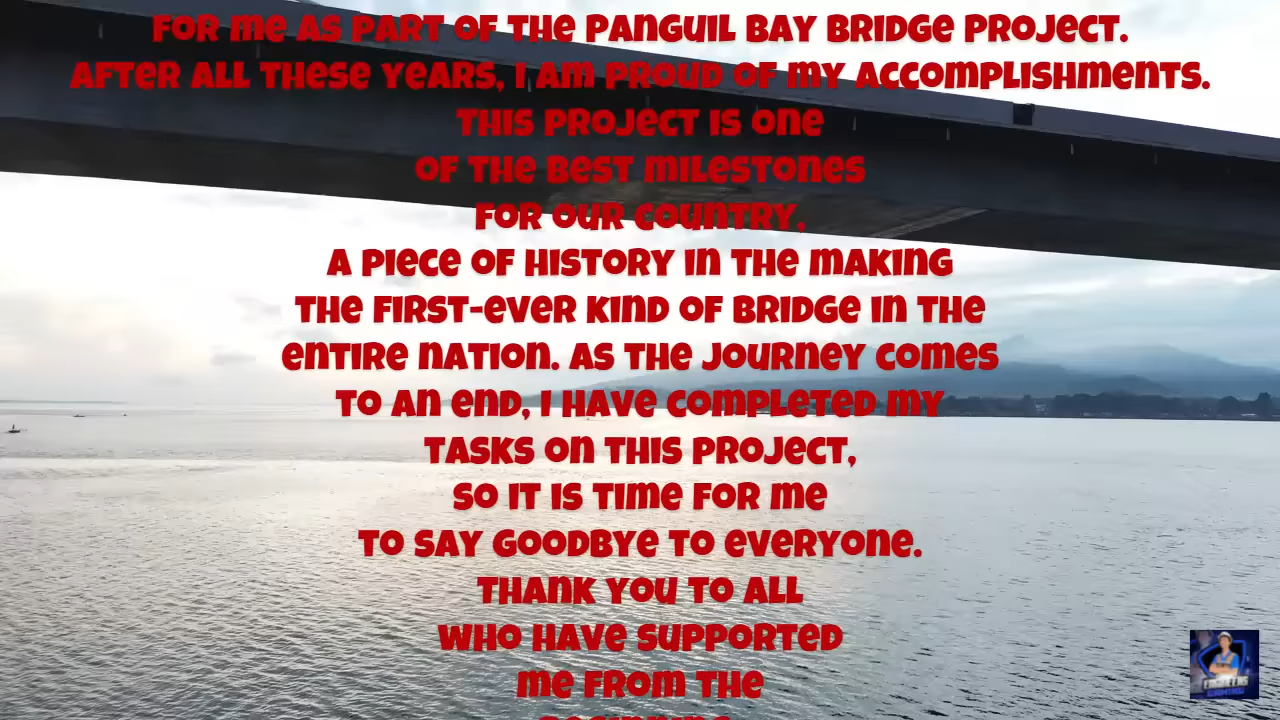 FOR ME AS PART OF THE PANGUIL BAY BRIDGE PROJECT.
AFTER ALL THESE YEARS, I AM PROUD OF MY ACCOMPLISHMENTS.
THIS PROJECT IS ONE
OF THE BEST MILESTONES
FOR OUR COUNTRY,
A PIECE OF HISTORY IN THE MAKING
THE FIRST-EVER KIND OF BRIDGE IN THE
ENTIRE NATION. AS THE JOURNEY COMES
TO AN END, I HAVE COMPLETED MY
TASKS ON THIS PROJECT,
SO IT IS TIME FOR ME
TO SAY GOODBYE TO EVERYONE.
THANK YOU TO ALL
WHO HAVE SUPPORTED
ME FROM THE
GAMING